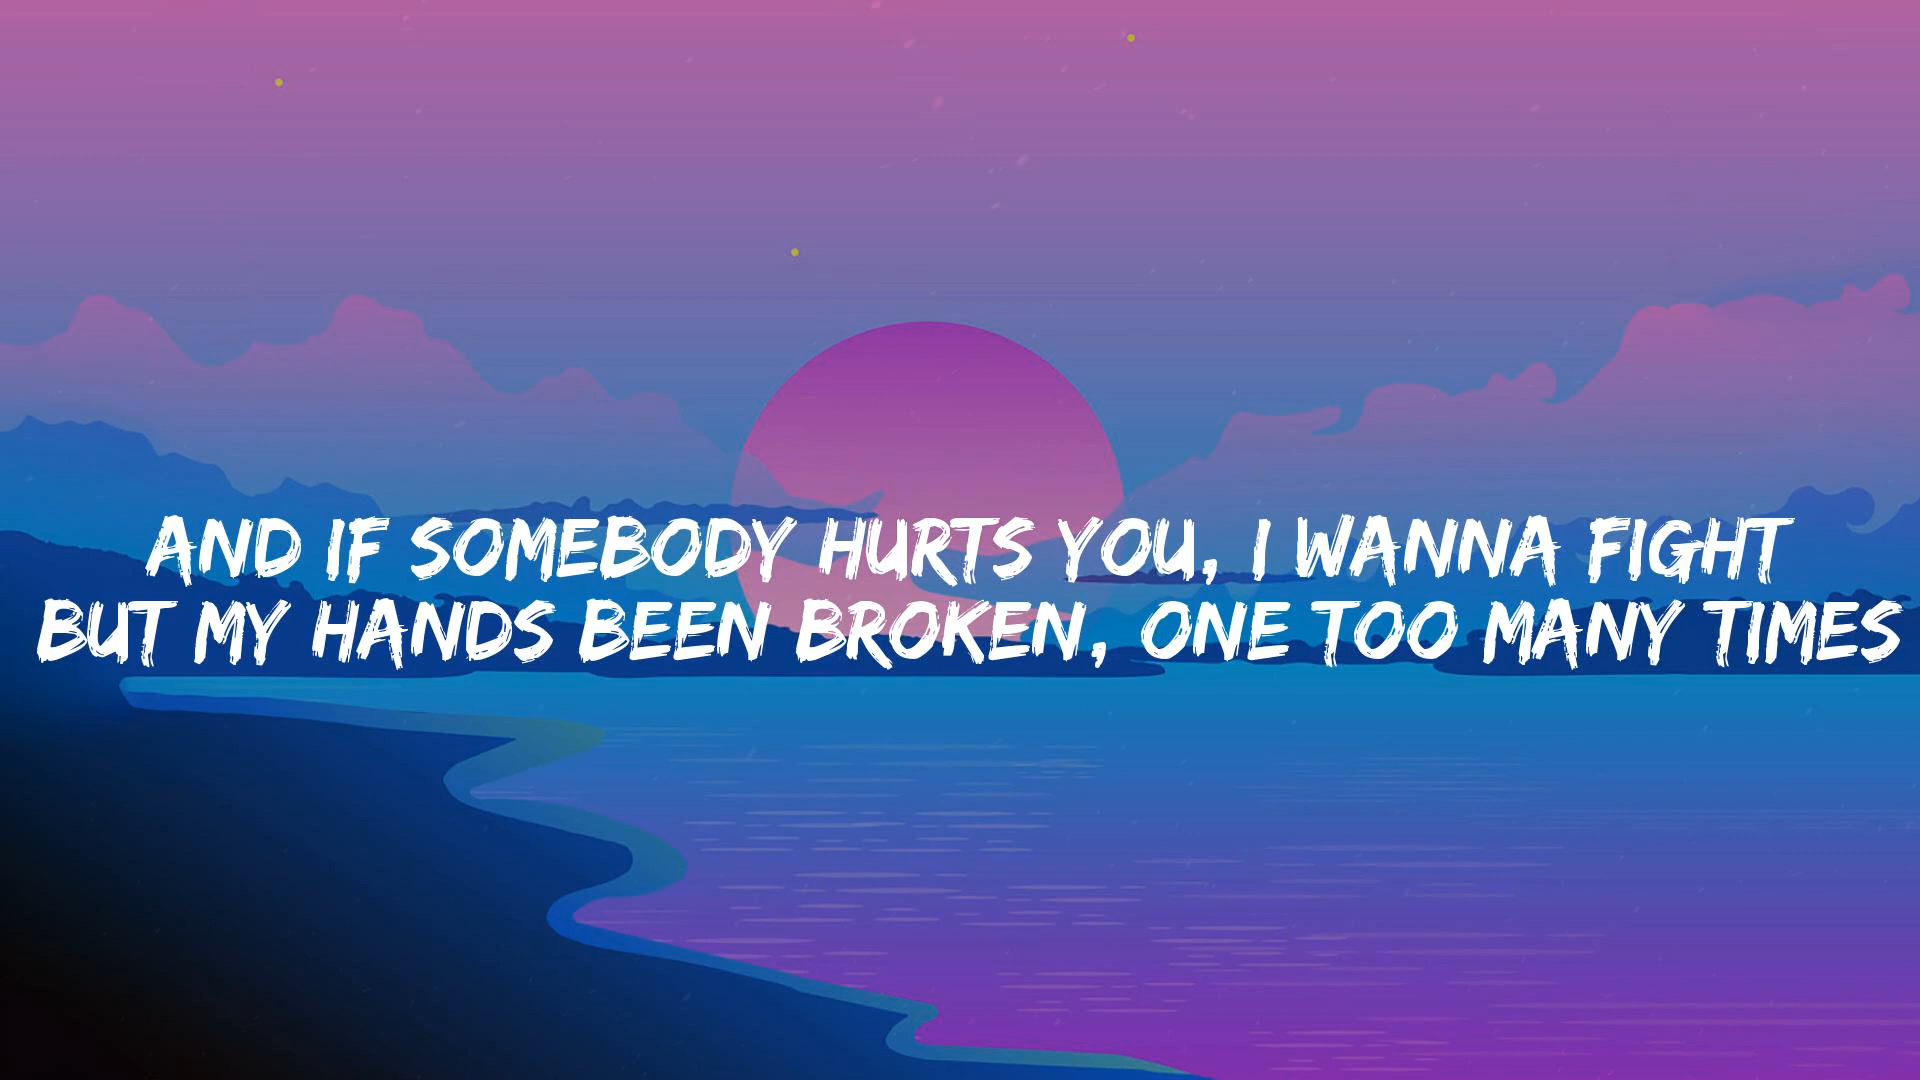 AND IF SOMEBODY HURTS YOU, I WANNA FIGHT
BUT MY HANDS BEEN BROKEN, ONE TOO MANY TIMES